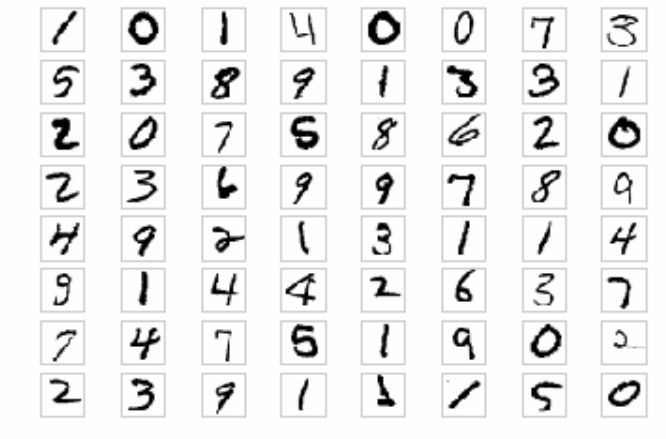 1 0 1 4 0 0 7 3
5 3 8 9 1 3 3 1
2 0 7 5 8 6 2 0
2 3 6 9 9 7 8 9
4 9 2 1 3 1 1 4
9 1 4 4 2 6 3 7
7 4 7 5 1 9 0 2
2 3 9 1 1 1 5 0